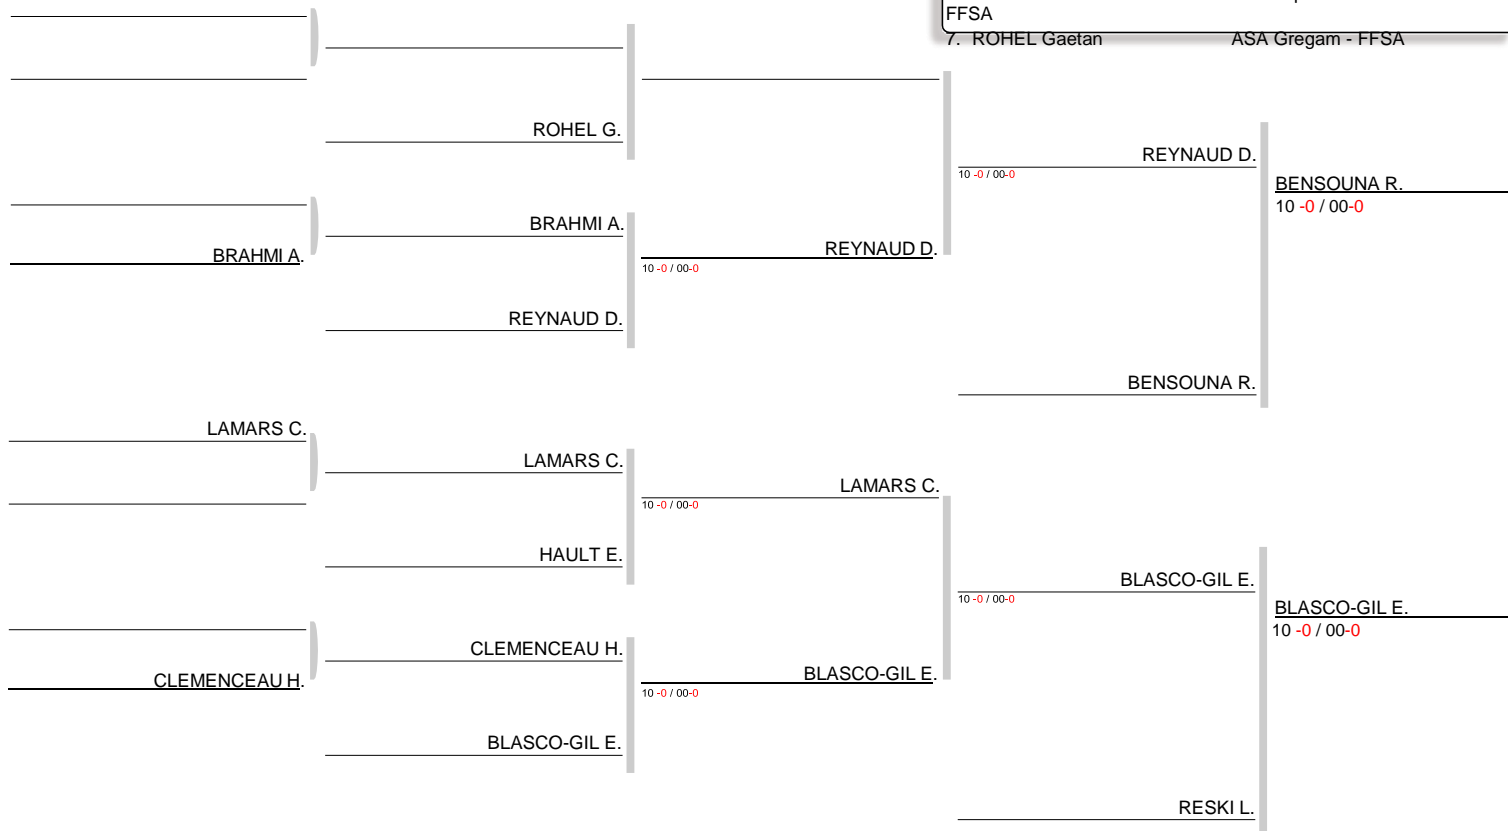 FFSA
7. ROHEL Gaetan ASA Gregam - FFSA
ROHEL G.
REYNAUD D.
10 -0 / 00-0
BENSOUNA R.
10 -0 / 00-0
BRAHMI A.
BRAHMI A.
REYNAUD D.
10 -0 / 00-0
REYNAUD D.
BENSOUNA R.
LAMARS C.
LAMARS C.
LAMARS C.
10 -0 / 00-0
HAULT E.
BLASCO-GIL E.
10 -0 / 00-0
BLASCO-GIL E.
10 -0 / 00-0
CLEMENCEAU H.
CLEMENCEAU H.
BLASCO-GIL E.
10 -0 / 00-0
BLASCO-GIL E.
RESKI L.